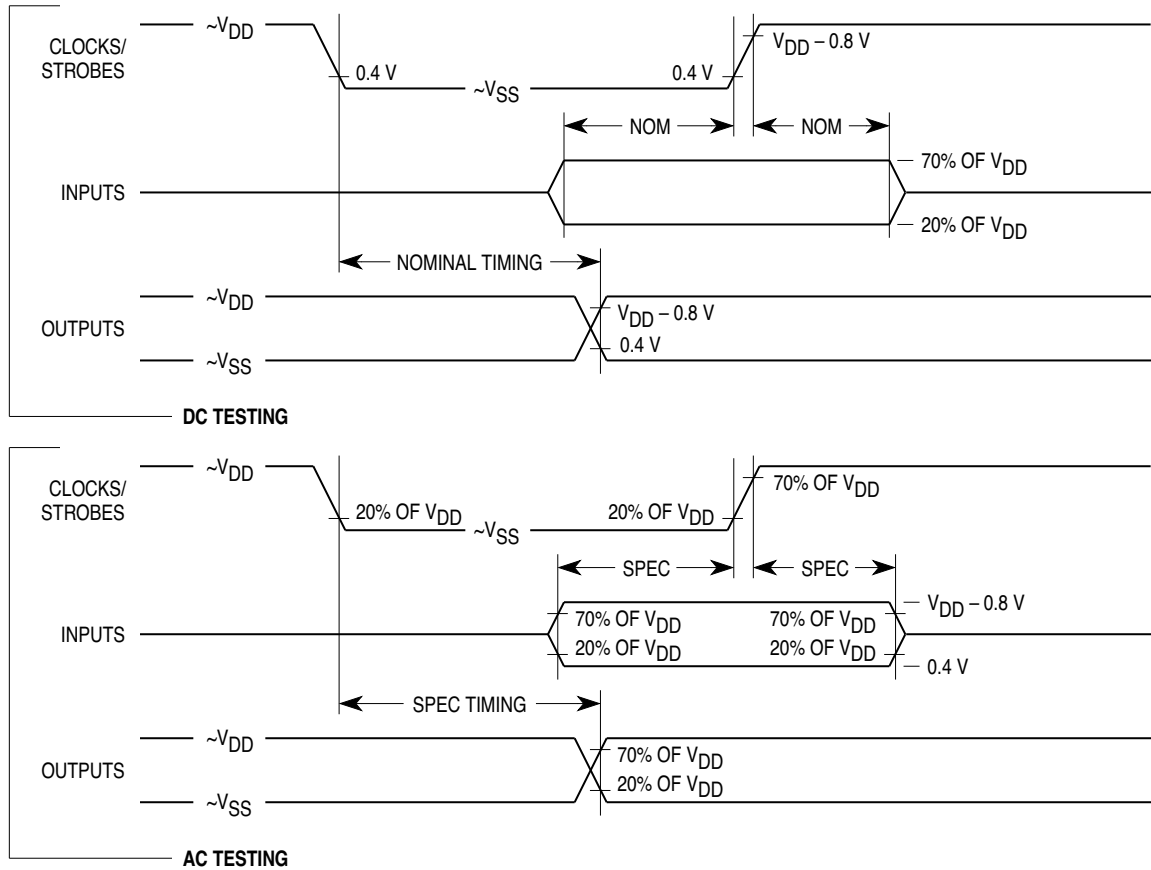 ~VDD
CLOCKS/
STROBES
0.4 V
~VSS
0.4 V
VDD – 0.8 V
NOM
NOM
INPUTS
70% OF VDD
20% OF VDD
NOMINAL TIMING
~VDD
OUTPUTS
VDD – 0.8 V
0.4 V
~VSS
DC TESTING
~VDD
CLOCKS/
STROBES
20% OF VDD
~VSS
20% OF VDD
70% OF VDD
SPEC
SPEC
INPUTS
70% OF VDD
20% OF VDD
70% OF VDD
20% OF VDD
VDD – 0.8 V
0.4 V
SPEC TIMING
~VDD
OUTPUTS
70% OF VDD
20% OF VDD
~VSS
AC TESTING